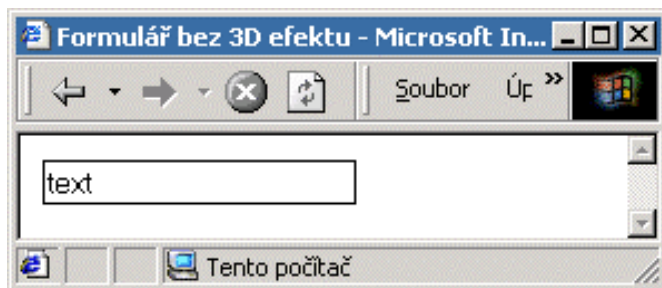 Formulář bez 3D efektu - Microsoft In...
Soubor Úp »
text
Tento počítač